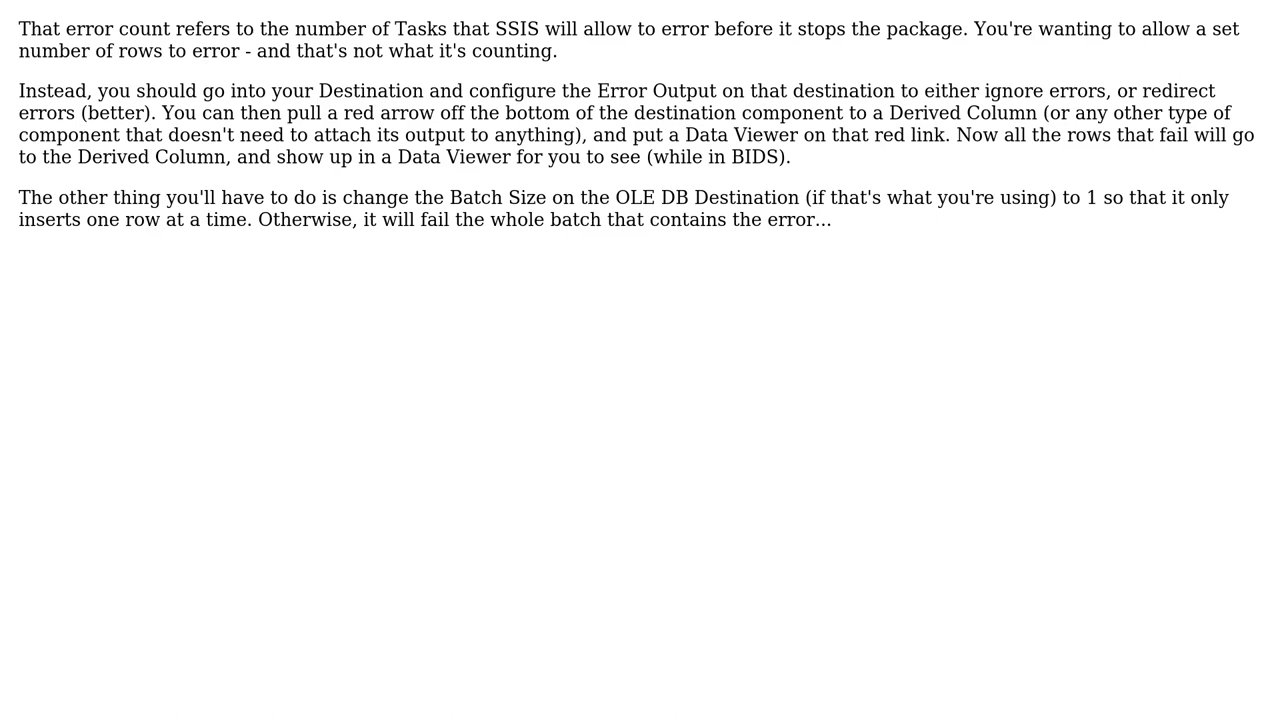 That error count refers to the number of Tasks that SSIS will allow to error before it stops the package. You're wanting to allow a set
number of rows to error - and that's not what it's counting.
Instead, you should go into your Destination and configure the Error Output on that destination to either ignore errors, or redirect
errors (better). You can then pull a red arrow off the bottom of the destination component to a Derived Column (or any other type of
component that doesn't need to attach its output to anything), and put a Data Viewer on that red link. Now all the rows that fail will go
to the Derived Column, and show up in a Data Viewer for you to see (while in BIDS).
The other thing you'll have to do is change the Batch Size on the OLE DB Destination (if that's what you're using) to 1 so that it only
inserts one row at a time. Otherwise, it will fail the whole batch that contains the error...